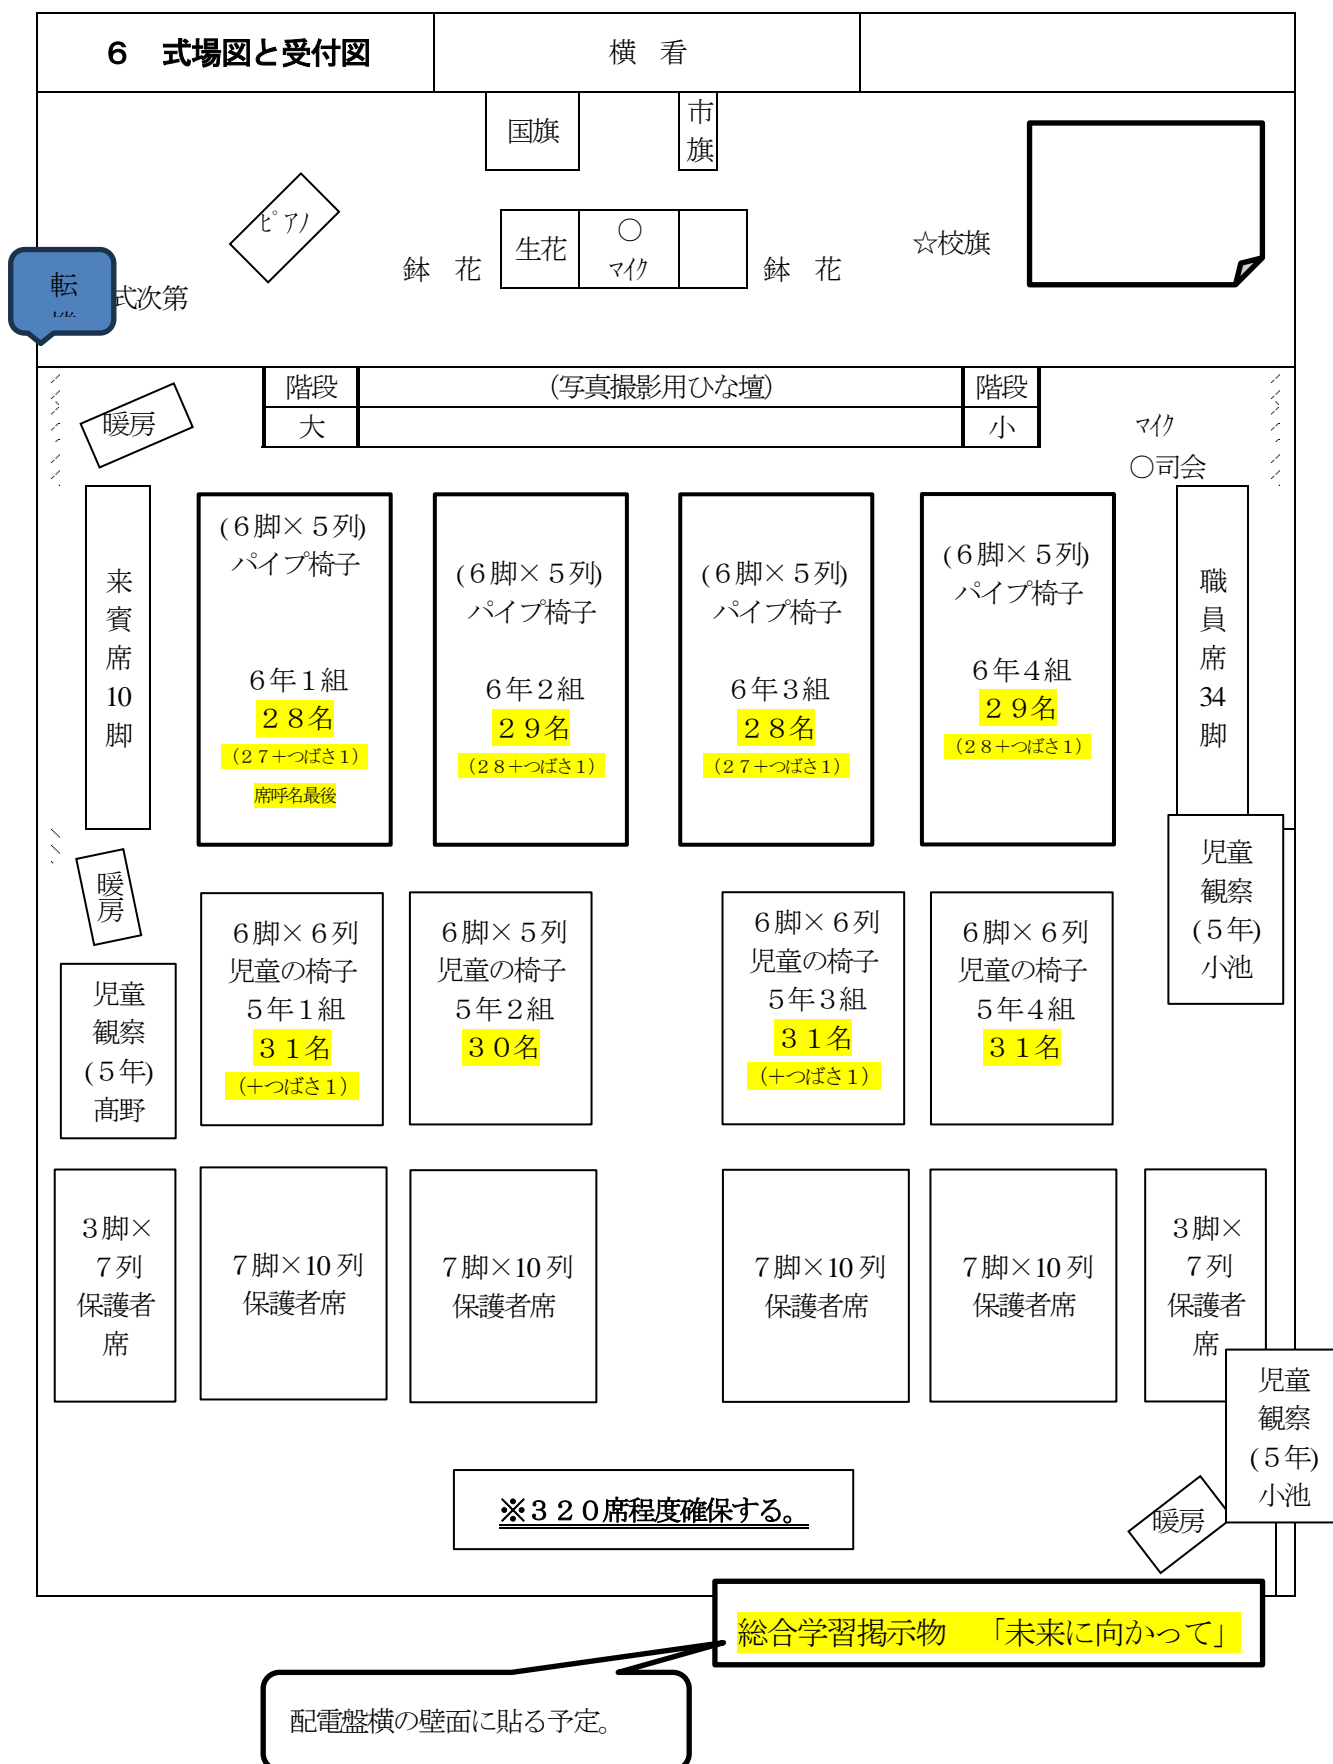 ６　式場図と受付図
横　看
国旗
市
旗
ピアノ
生花
○
マイク
鉢　花
鉢　花
☆校旗
転
式次第
階段
(写真撮影用ひな壇)
階段
大
小
暖房
マイク
○司会
来
賓
席
10
脚
(６脚×５列)
パイプ椅子
６年１組
２８名
（２７＋つばさ１）
席呼名最後
(６脚×５列)
パイプ椅子
６年２組
２９名
（２８＋つばさ１）
(６脚×５列)
パイプ椅子
６年３組
２８名
（２７＋つばさ１）
(６脚×５列)
パイプ椅子
６年４組
２９名
（２８＋つばさ１）
職
員
席
34
脚
暖
房
児童
観察
(５年)
小池
児童
観察
(５年)
髙野
６脚×６列
児童の椅子
５年１組
３１名
（＋つばさ１）
６脚×５列
児童の椅子
５年２組
３０名
６脚×６列
児童の椅子
５年３組
３１名
（＋つばさ１）
６脚×６列
児童の椅子
５年４組
３１名
３脚×
７列
保護者
席
７脚×10 列
保護者席
７脚×10 列
保護者席
７脚×10 列
保護者席
７脚×10 列
保護者席
３脚×
７列
保護者
席
児童
観察
(５年)
小池
※３２０席程度確保する。
暖房
総合学習掲示物　「未来に向かって」
配電盤横の壁面に貼る予定。